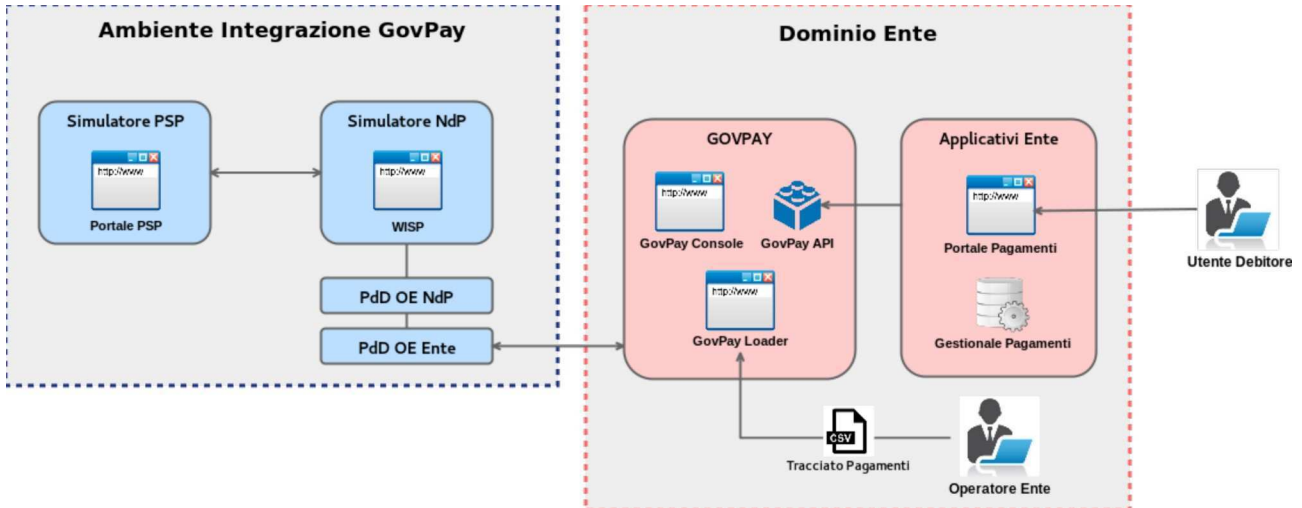 Ambiente Integrazione GovPay
Simulatore PSP
http://www
Portale PSP
Simulatore NdP
http://www
WISP
PdD OE NdP
PdD OE Ente
Dominio Ente
GOVPAY
http://www
GovPay Console
GovPay API
http://www
GovPay Loader
Applicativi Ente
http://www
Portale Pagamenti
Gestionale Pagamenti
CSV
Tracciato Pagamenti
Operatore Ente
Utente Debitore